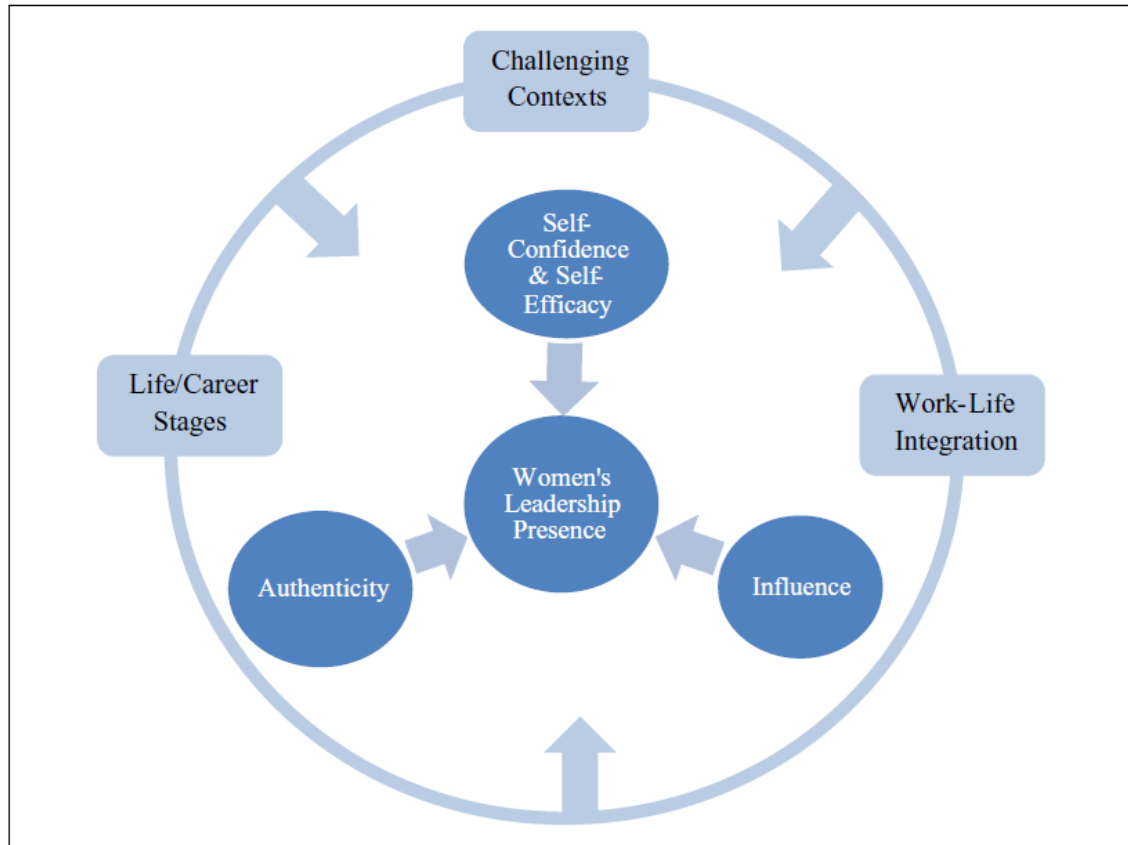 Challenging
Contexts
Self-
Confidence
& Self-
Efficacy
Life/Career
Stages
Work-Life
Integration
Women's
Leadership
Presence
Authenticity
Influence